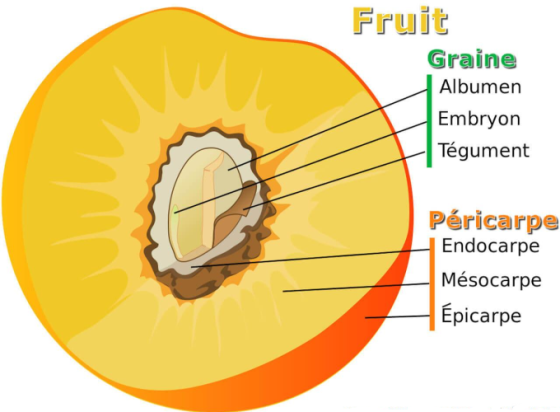 Fruit
Graine
Albumen
Embryon
Tégument
Péricarpe
Endocarpe
Mésocarpe
Épicarpe